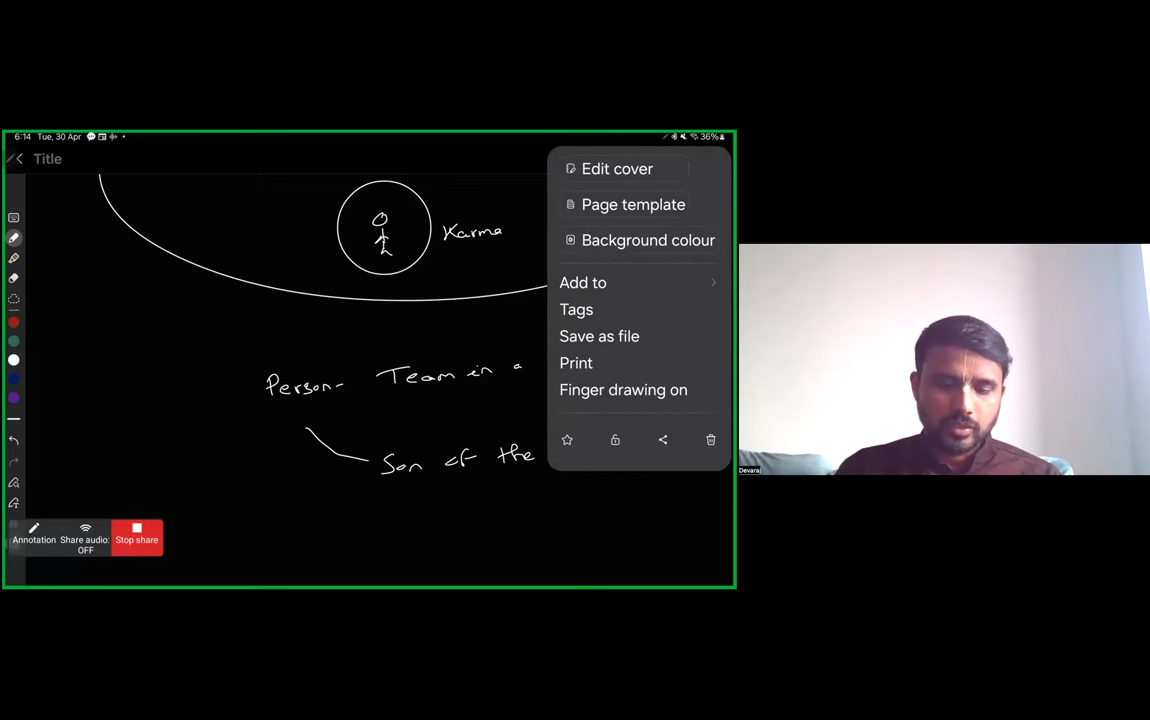 6:14 Tue, 30 Apr
36%
Title
Edit cover
Page template
Background colour
Karma
Add to
Tags
Save as file
Print
Person- Team in a
Finger drawing on
Son of the
Devaraj
Annotation
Share audio: OFF
Stop share